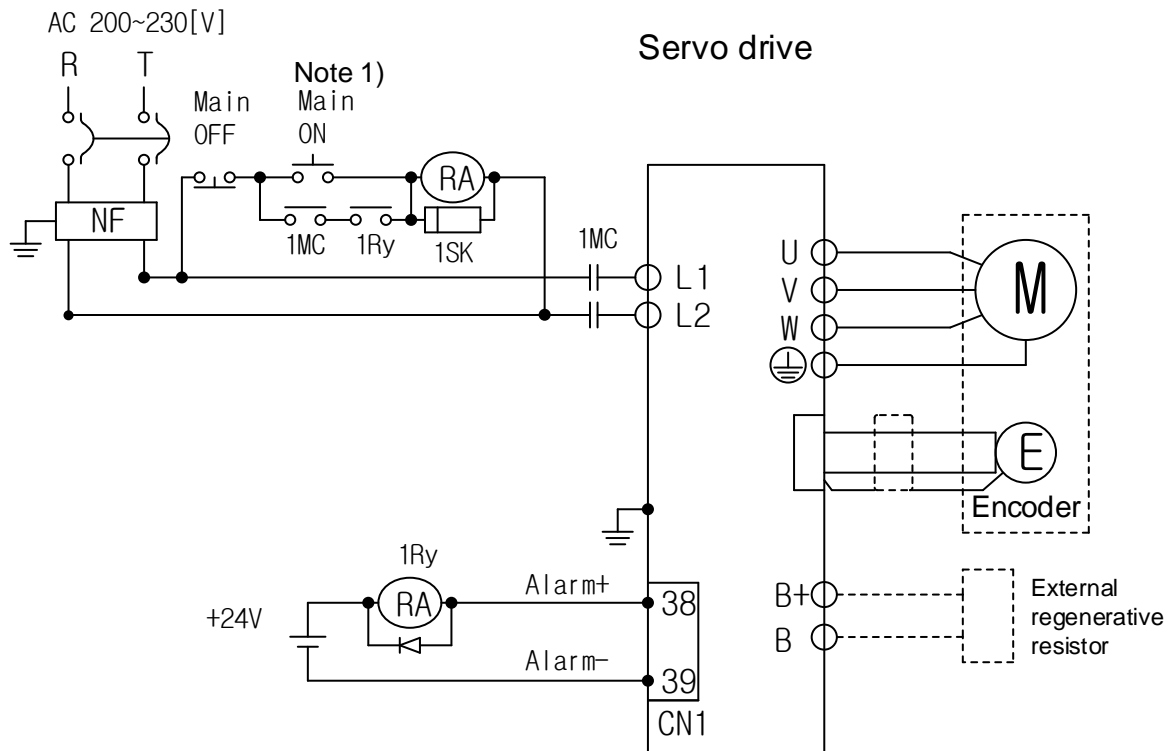 AC 200~230[V]
R
T
Servo drive
Note 1)
Main
OFF
Main
ON
RA
NF
1MC
1Ry
1SK
1MC
L1
L2
U
V
W
M
E
Encoder
1Ry
RA
+24V
Alarm+
38
Alarm-
39
CN1
B+
B
External
regenerative
resistor